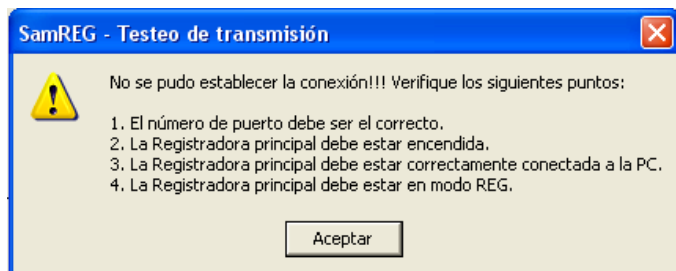 SamREG - Testeo de transmisión
No se pudo establecer la conexión!!! Verifique los siguientes puntos:
1. El número de puerto debe ser el correcto.
2. La Registradora principal debe estar encendida.
3. La Registradora principal debe estar correctamente conectada a la PC.
4. La Registradora principal debe estar en modo REG.
Aceptar